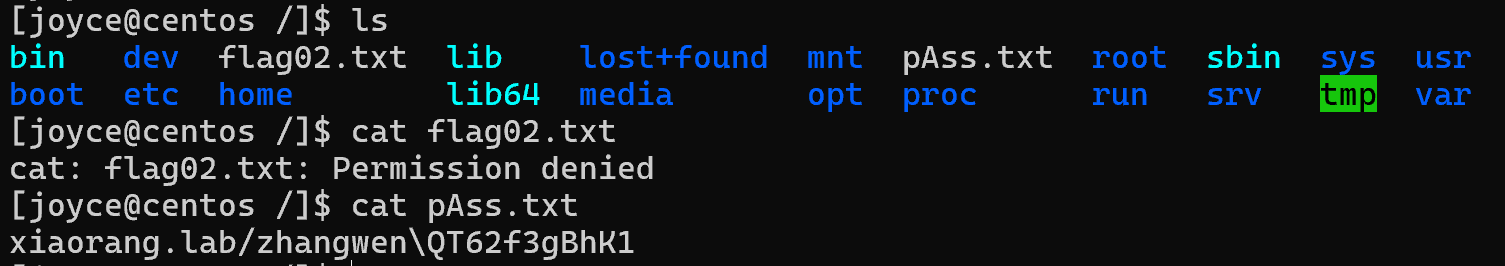 [joyce@centos /]$ ls
bin dev flag02.txt lib lost+found mnt pAss.txt root sbin sys usr
boot etc home lib64 media opt proc run srv tmp var
[joyce@centos /]$ cat flag02.txt
cat: flag02.txt: Permission denied
[joyce@centos /]$ cat pAss.txt
xiaorang.lab/zhangwen\QT62f3gBhK1